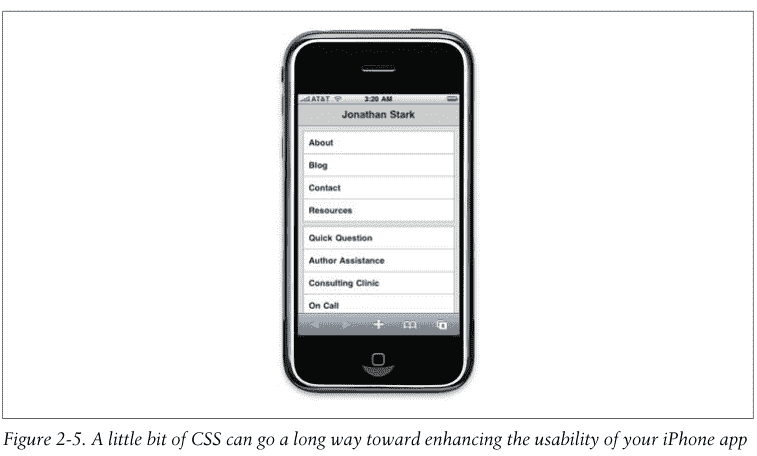 AT&T 3:20 AM
Jonathan Stark
About
Blog
Contact
Resources
Quick Question
Author Assistance
Consulting Clinic
On Call
Figure 2-5. A little bit of CSS can go a long way toward enhancing the usability of your iPhone app